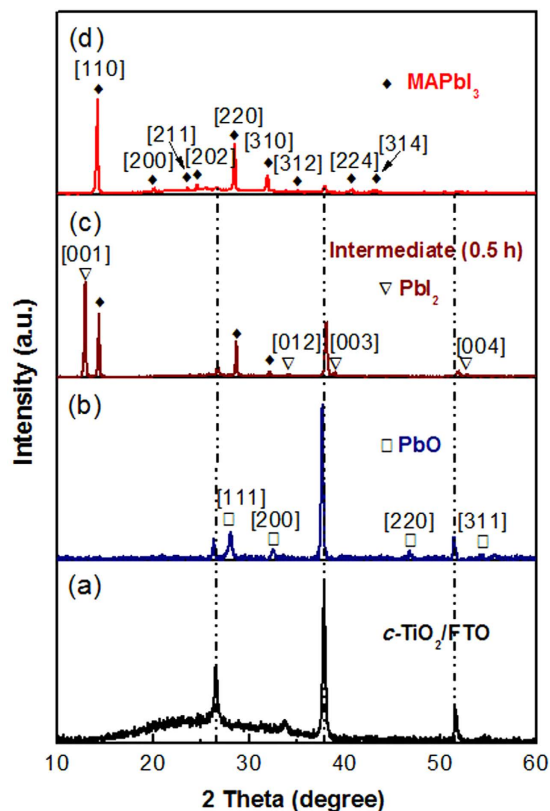 (d)
[110]
◆ MAPbI₃
[220]
[211] [310] [314]
[200] [202] [312] [224]
(c)
[001]
Intermediate (0.5 h)
▽ PbI₂
[012] [003] [004]
(b)
□ PbO
[111]
[200] [220] [311]
(a)
c-TiO₂/FTO
Intensity (a.u.)
10 20 30 40 50 60
2 Theta (degree)